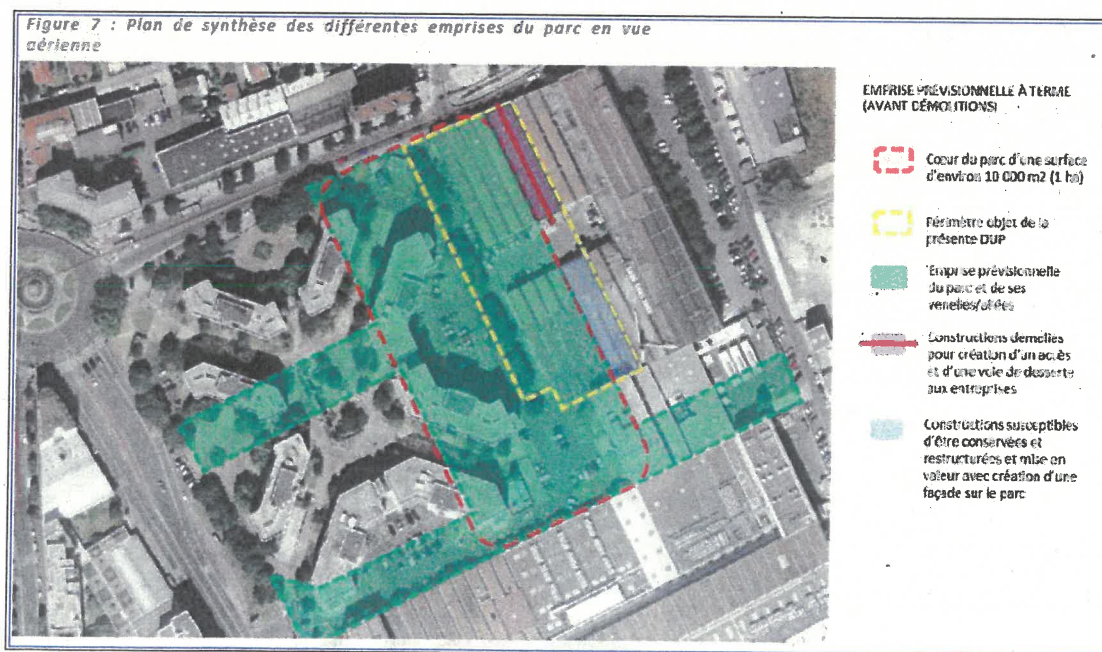 Figure 7 : Plan de synthèse des différentes emprises du parc en vue
aérienne
EMPRISE PRÉVISIONNELLE À TERME
(AVANT DÉMOLITIONS)
Cœur du parc d'une surface
d'environ 10 000 m2 (1 ha)
Périmètre objet de la
présente DUP
Emprise prévisionnelle
du parc et de ses
venelles/allées
Constructions démolies
pour création d'un accès
et d'une voie de desserte
aux entreprises
Constructions susceptibles
d'être conservées et
restructurées et mise en
valeur avec création d'une
façade sur le parc